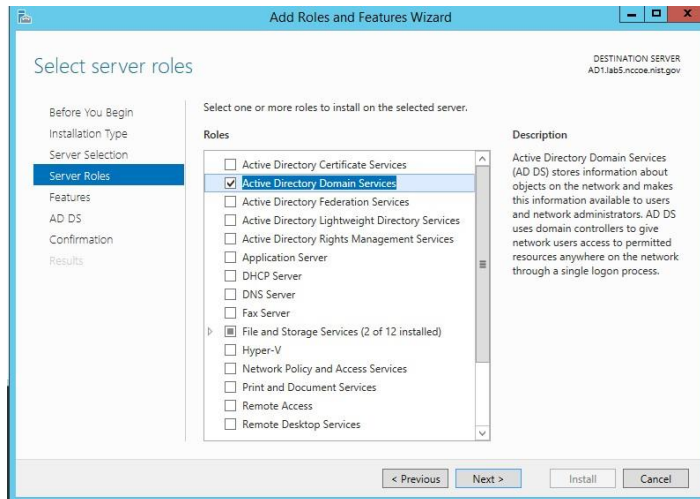 Add Roles and Features Wizard
Select server roles
DESTINATION SERVER
AD1.lab5.nccoe.nist.gov
Before You Begin
Installation Type
Server Selection
Server Roles
Features
AD DS
Confirmation
Results
Select one or more roles to install on the selected server.
Roles
Active Directory Certificate Services
Active Directory Domain Services
Active Directory Federation Services
Active Directory Lightweight Directory Services
Active Directory Rights Management Services
Application Server
DHCP Server
DNS Server
Fax Server
File and Storage Services (2 of 12 installed)
Hyper-V
Network Policy and Access Services
Print and Document Services
Remote Access
Remote Desktop Services
Description
Active Directory Domain Services
(AD DS) stores information about
objects on the network and makes
this information available to users
and network administrators. AD DS
uses domain controllers to give
network users access to permitted
resources anywhere on the network
through a single logon process.
< Previous
Next >
Install
Cancel